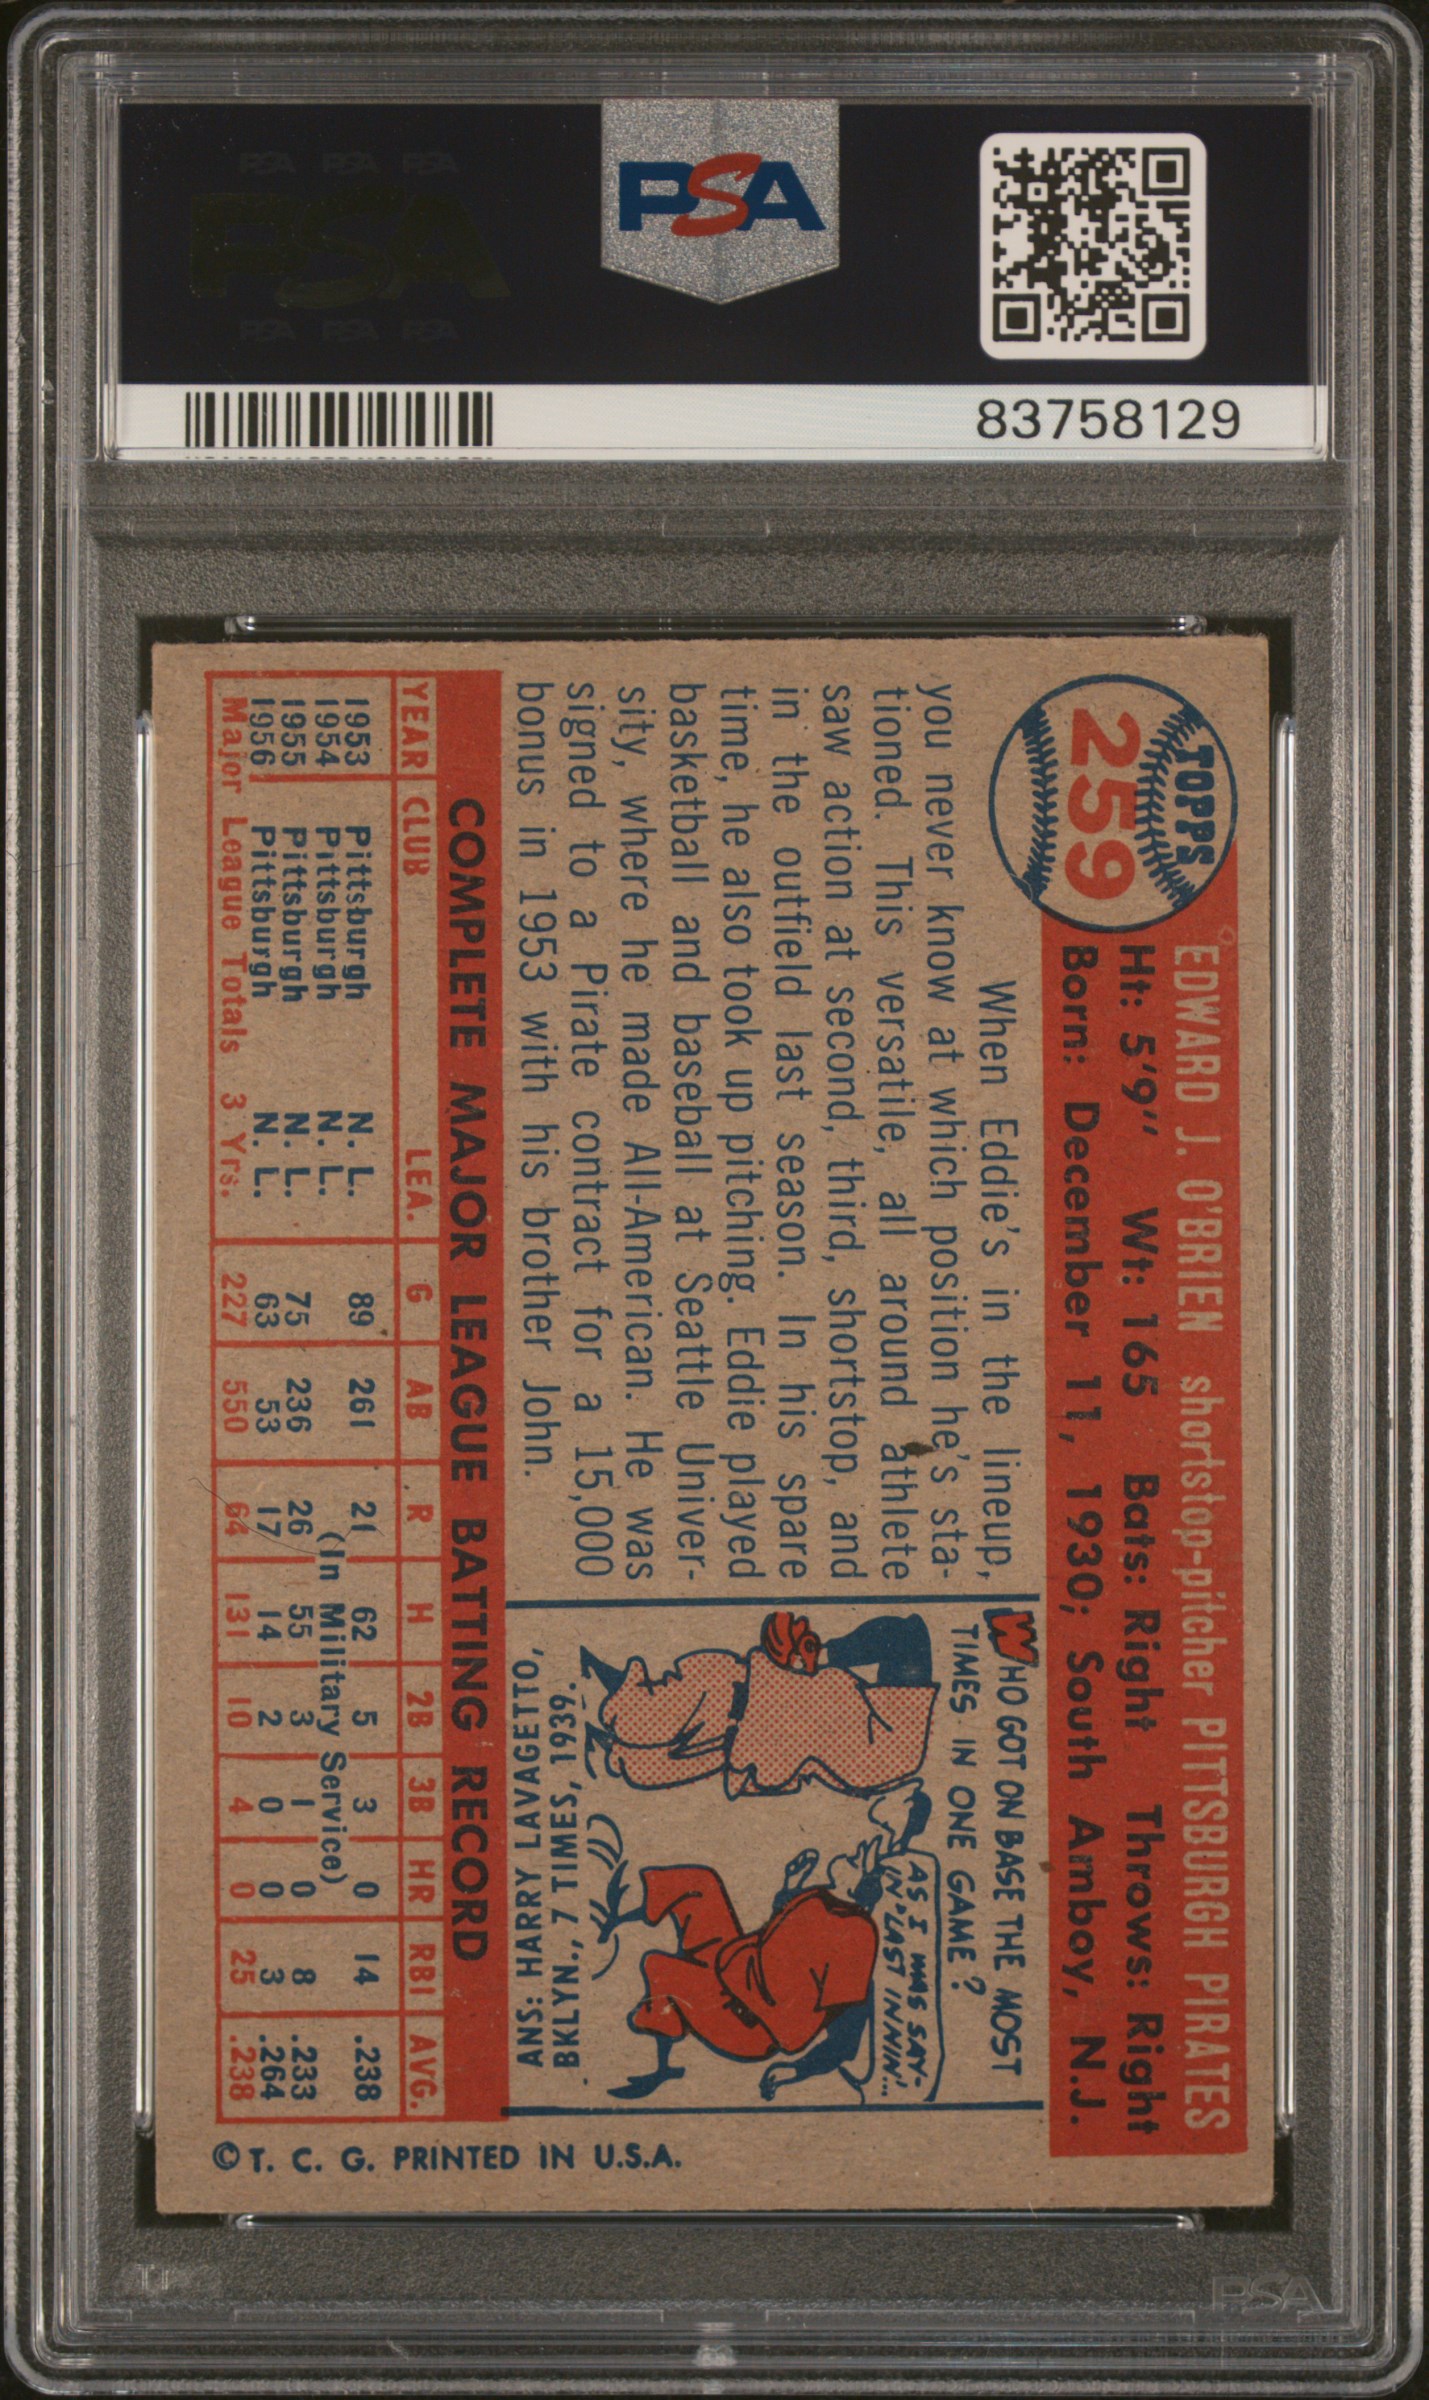 PSA PSA PSA
PSA
PSA PSA PSA
PSA
83758129
TOPPS
259
EDWARD J. O'BRIEN shortstop-pitcher PITTSBURGH PIRATES
Ht: 5'9" Wt: 165 Bats: Right Throws: Right
Born: December 11, 1930; South Amboy, N.J.
When Eddie's in the lineup,
you never know at which position he's sta-
tioned. This versatile, all around athlete
saw action at second, third, shortstop, and
in the outfield last season. In his spare
time, he also took up pitching. Eddie played
basketball and baseball at Seattle Univer-
sity, where he made All-American. He was
signed to a Pirate contract for a 15,000
bonus in 1953 with his brother John.
WHO GOT ON BASE THE MOST
TIMES IN ONE GAME?
AS I WAS SAY-
IN' LAST INNIN'...
ANS: HARRY LAVAGETTO,
BKLYN., 7 TIMES, 1939.
COMPLETE MAJOR LEAGUE BATTING RECORD
YEAR CLUB LEA. G AB R H 2B 3B HR RBI AVG.
1953 Pittsburgh N. L. 89 261 21 62 5 3 0 14 .238
1954 Pittsburgh N. L. (In Military Service)
1955 Pittsburgh N. L. 75 236 26 55 3 1 0 8 .233
1956 Pittsburgh N. L. 63 53 17 14 2 0 0 3 .264
Major League Totals 3 Yrs. 227 550 64 131 10 4 0 25 .238
© T. C. G. PRINTED IN U.S.A.
PSA